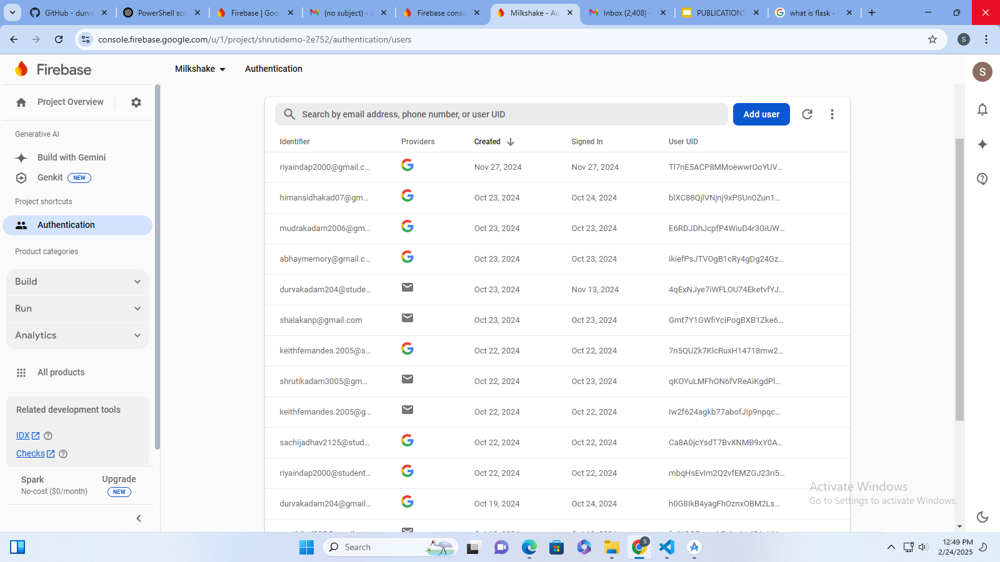 GitHub - durva
PowerShell scri
Firebase | Goo
(no subject) - s
Firebase conso
Milkshake - Au
Inbox (2,408) -
PUBLICATIONS
what is flask -
console.firebase.google.com/u/1/project/shrutidemo-2e752/authentication/users
S
Firebase
Milkshake
Authentication
S
Project Overview
Generative AI
Build with Gemini
Genkit NEW
Project shortcuts
Authentication
Product categories
Build
Run
Analytics
All products
Related development tools
IDX
Checks
Spark
No-cost ($0/month)
Upgrade
NEW
Search by email address, phone number, or user UID
Add user
Identifier Providers Created Signed In User UID
riyaindap2000@gmail.c... Nov 27, 2024 Nov 27, 2024 Tl7nE5ACP8MMoewwrOoYUV...
himansidhakad07@gm... Oct 23, 2024 Oct 24, 2024 blXC88QjlVNjnj9xPSUn0Zun1...
mudrakadam2006@gm... Oct 23, 2024 Oct 23, 2024 E6RDJDhJcpfP4WiuD4r3GiUW...
abhaymemory@gmail.c... Oct 23, 2024 Oct 23, 2024 ikiefPsJTVOgB1cRy4gDg24Gz...
durvakadam204@stude... Oct 23, 2024 Nov 13, 2024 4qExNJye7iWFLOU74EketvfYJ...
shalakanp@gmail.com Oct 23, 2024 Oct 23, 2024 Gmt7Y1GWfiYciPogBXB1Zke6...
keithfernandes.2005@s... Oct 22, 2024 Oct 22, 2024 7n5QUZk7KlcRuxH14718mw2...
shrutikadam3005@gm... Oct 22, 2024 Oct 23, 2024 qKOYuLMFhON6fVReAiKgdPl...
keithfernandes.2005@g... Oct 22, 2024 Oct 22, 2024 Iw2f624agkb77abofJIp9npqc...
sachijadhav2125@stud... Oct 22, 2024 Oct 22, 2024 Ca8A0jcYsdT7BvXNMB9xY0A...
riyaindap2000@student... Oct 22, 2024 Oct 22, 2024 mbqHsEvIm2Q2vfEMZGJ23ri5...
durvakadam204@gmail... Oct 19, 2024 Oct 24, 2024 h0G8IkB4yagFhOznxOBM2Ls...
Activate Windows
Go to Settings to activate Windows.
Search
S
12:49 PM
2/24/2025